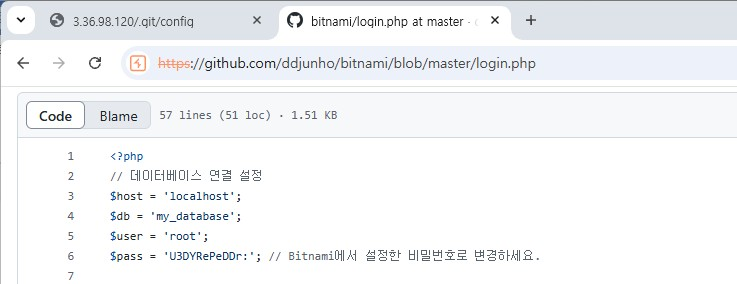 3.36.98.120/.git/config
bitnami/login.php at master -
https://github.com/ddjunho/bitnami/blob/master/login.php
Code Blame 57 lines (51 loc) · 1.51 KB
1 <?php
2 // 데이터베이스 연결 설정
3 $host = 'localhost';
4 $db = 'my_database';
5 $user = 'root';
6 $pass = 'U3DYRePeDDr:'; // Bitnami에서 설정한 비밀번호로 변경하세요.
7